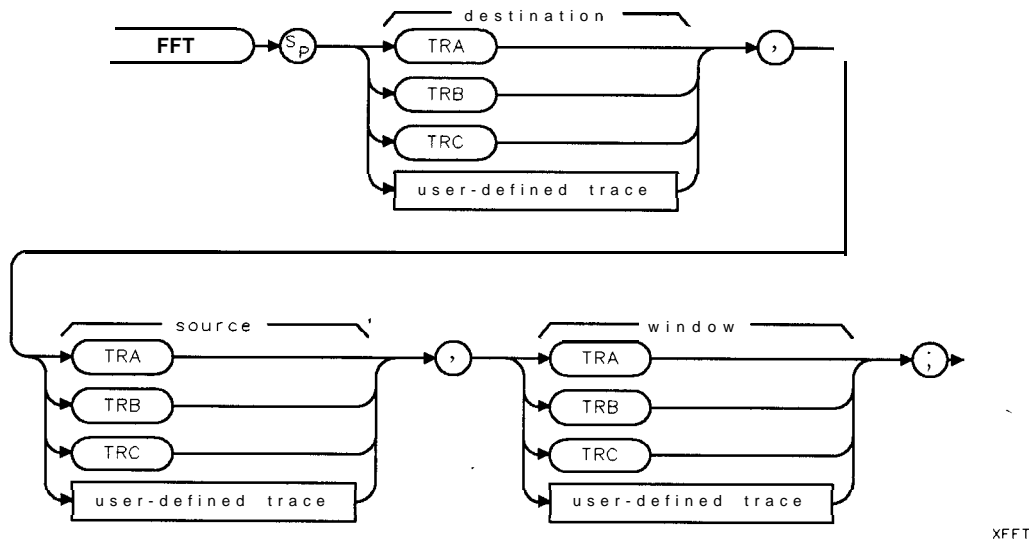 destination
FFT SP TRA ,
TRB
TRC
user-defined trace
source window
TRA , TRA ;
TRB TRB
TRC TRC
user-defined trace user-defined trace
XFFT